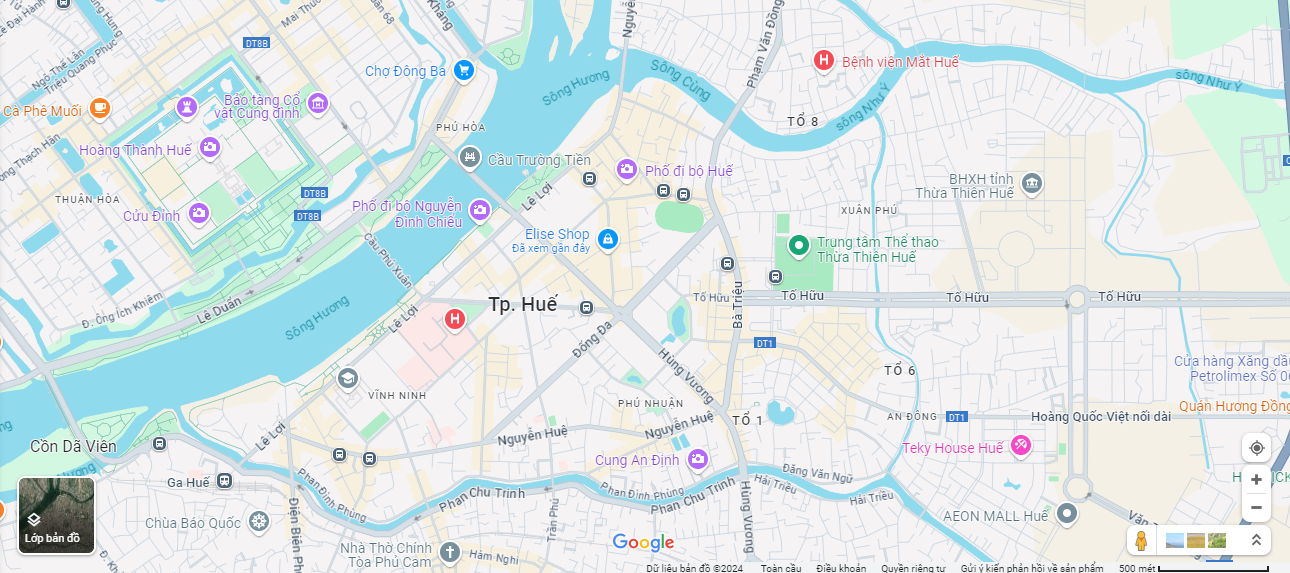 Lê Đại Hành
Mai Thúc
Xuân 68
Kháng
DT8B
Ngô Thế Lân
Triệu Quang Phục
Chợ Đông Ba
Sông Hương
Nguyễ
Sông Cùng
Phạm Văn Đồng
Bệnh viện Mắt Huế
sông Như Ý
Cà Phê Muối
Bảo tàng Cổ
vật Cung đình
sông Như Ý
TỔ 8
PHÚ HÒA
Hoàng Thành Huế
Thạch Hãn
Cầu Trường Tiền
Phố đi bộ Huế
BHXH tỉnh
Thừa Thiên Huế
THUẬN HÒA
DT8B
DT8B
Cửu Đỉnh
Phố đi bộ Nguyễn
Đình Chiểu
Lê Lợi
XUÂN PHÚ
Elise Shop
Đã xem gần đây
Trung tâm Thể thao
Thừa Thiên Huế
Cầu Phú Xuân
Đ. Ông Ích Khiêm
Lê Duẩn
Sông Hương
Lê Lợi
Tp. Huế
Tố Hữu
Tố Hữu
Tố Hữu
Tố Hữu
Bà Triệu
Đống Đa
DT1
Hùng Vương
TỔ 6
Cửa hàng Xăng dầu
Petrolimex Số 06
VĨNH NINH
PHÚ NHUẬN
Quán Hương Đồng
AN ĐÔNG
DT1
Hoàng Quốc Việt nối dài
TỔ 1
Nguyễn Huệ
Nguyễn Huệ
Lê Lợi
Cồn Dã Viên
Teky House Huế
Cung An Định
Đặng Văn Ngữ
Hải Triều
Hải Triều
Ga Huế
Phan Đình Phùng
Phan Chu Trinh
Phan Đình Phùng
Phan Chu Trinh
Hùng Vương
Điện Biên Phủ
Trần Phú
Chùa Báo Quốc
AEON MALL Huế
Lớp bản đồ
Nhà Thờ Chính
Tòa Phủ Cam
Hàm Nghi
Google
Dữ liệu bản đồ ©2024 Toàn cầu Điều khoản Quyền riêng tư Gửi ý kiến phản hồi về sản phẩm 500 mét